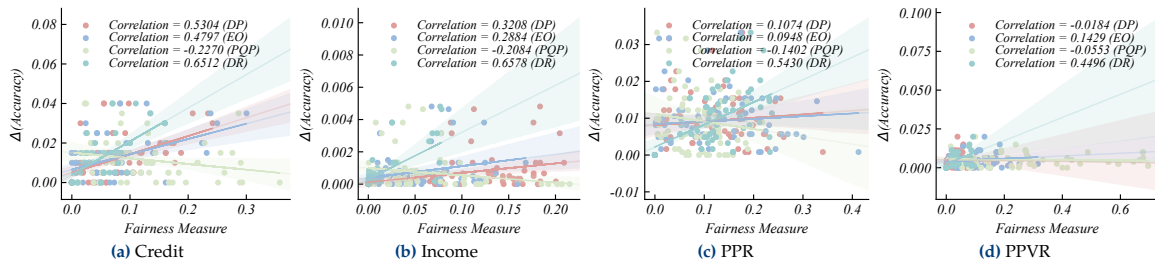 Correlation = 0.5304 (DP)
Correlation = 0.4797 (EO)
Correlation = -0.2270 (PQP)
Correlation = 0.6512 (DR)
0.08
0.06
0.04
0.02
0.00
Δ(Accuracy)
0.0
0.1
0.2
0.3
Fairness Measure
(a) Credit
Correlation = 0.3208 (DP)
Correlation = 0.2884 (EO)
Correlation = -0.2084 (PQP)
Correlation = 0.6578 (DR)
0.010
0.008
0.006
0.004
0.002
0.000
Δ(Accuracy)
0.00
0.05
0.10
0.15
0.20
Fairness Measure
(b) Income
Correlation = 0.1074 (DP)
Correlation = 0.0948 (EO)
Correlation = -0.1402 (PQP)
Correlation = 0.5430 (DR)
0.03
0.02
0.01
0.00
-0.01
Δ(Accuracy)
0.0
0.1
0.2
0.3
0.4
Fairness Measure
(c) PPR
Correlation = -0.0184 (DP)
Correlation = 0.1429 (EO)
Correlation = -0.0553 (PQP)
Correlation = 0.4496 (DR)
0.100
0.075
0.050
0.025
0.000
Δ(Accuracy)
0.0
0.2
0.4
0.6
Fairness Measure
(d) PPVR